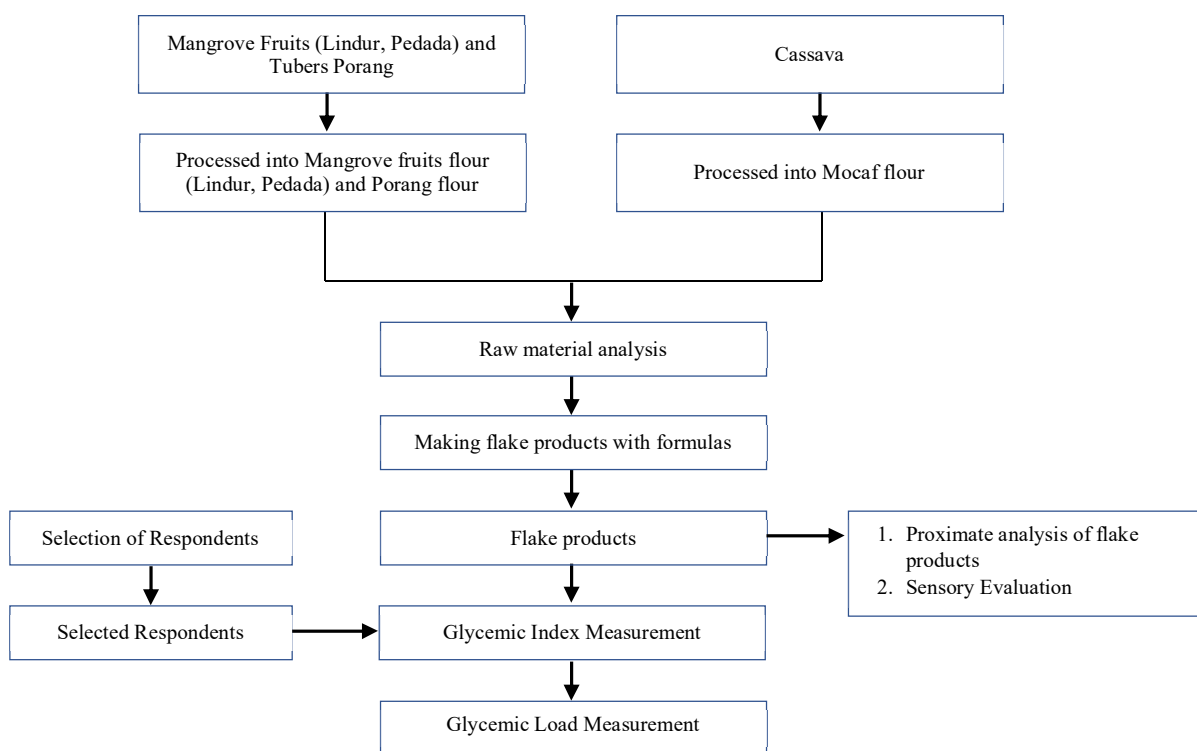 Mangrove Fruits (Lindur, Pedada) and
Tubers Porang
Cassava
Processed into Mangrove fruits flour
(Lindur, Pedada) and Porang flour
Processed into Mocaf flour
Raw material analysis
Making flake products with formulas
Selection of Respondents
Flake products
1. Proximate analysis of flake
products
2. Sensory Evaluation
Selected Respondents
Glycemic Index Measurement
Glycemic Load Measurement